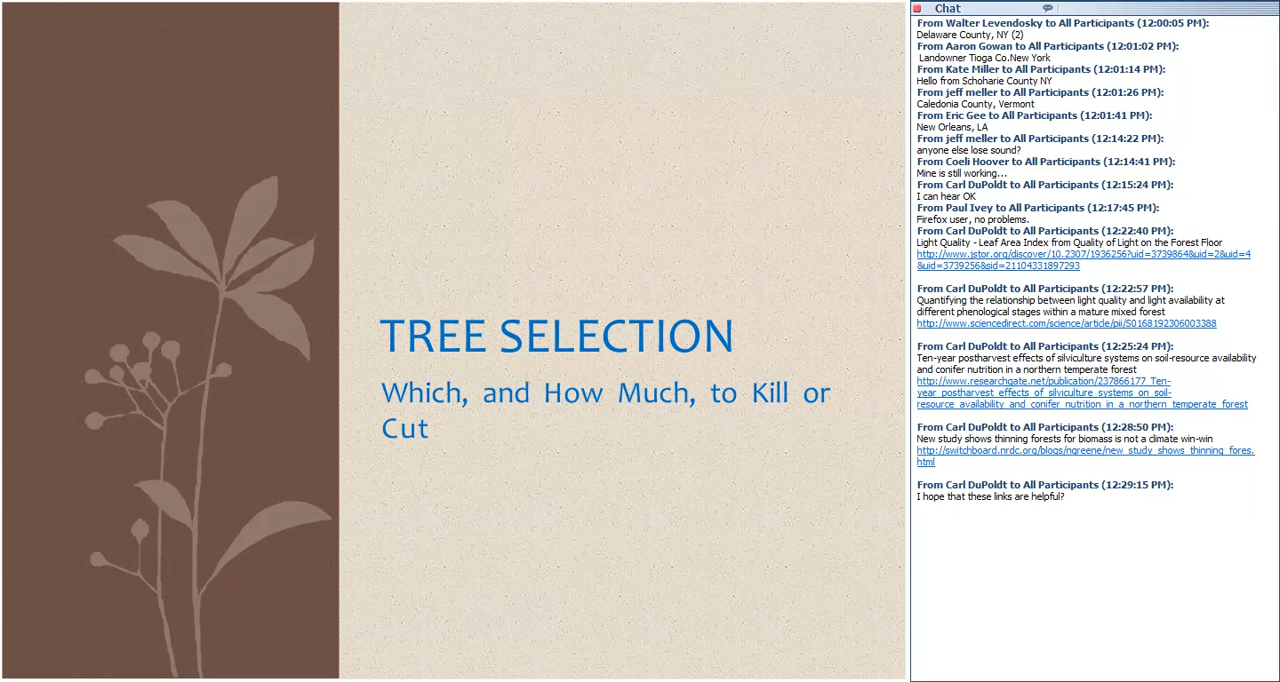 TREE SELECTION
Which, and How Much, to Kill or
Cut
Chat
From Walter Levendosky to All Participants (12:00:05 PM):
Delaware County, NY (2)
From Aaron Gowan to All Participants (12:01:02 PM):
Landowner Tioga Co.New York
From Kate Miller to All Participants (12:01:14 PM):
Hello from Schoharie County NY
From jeff meller to All Participants (12:01:26 PM):
Caledonia County, Vermont
From Eric Gee to All Participants (12:01:41 PM):
New Orleans, LA
From jeff meller to All Participants (12:14:22 PM):
anyone else lose sound?
From Coeli Hoover to All Participants (12:14:41 PM):
Mine is still working...
From Carl DuPoldt to All Participants (12:15:24 PM):
I can hear OK
From Paul Ivey to All Participants (12:17:45 PM):
Firefox user, no problems.
From Carl DuPoldt to All Participants (12:22:40 PM):
Light Quality - Leaf Area Index from Quality of Light on the Forest Floor
http://www.jstor.org/discover/10.2307/1936256?uid=3739864&uid=2&uid=4
&uid=3739256&sid=21104331897293
From Carl DuPoldt to All Participants (12:22:57 PM):
Quantifying the relationship between light quality and light availability at
different phenological stages within a mature mixed forest
http://www.sciencedirect.com/science/article/pii/S0168192306003388
From Carl DuPoldt to All Participants (12:25:24 PM):
Ten-year postharvest effects of silviculture systems on soil-resource availability
and conifer nutrition in a northern temperate forest
http://www.researchgate.net/publication/237866177_Ten-
year_postharvest_effects_of_silviculture_systems_on_soil-
resource_availability_and_conifer_nutrition_in_a_northern_temperate_forest
From Carl DuPoldt to All Participants (12:28:50 PM):
New study shows thinning forests for biomass is not a climate win-win
http://switchboard.nrdc.org/blogs/ngreene/new_study_shows_thinning_fores.
html
From Carl DuPoldt to All Participants (12:29:15 PM):
I hope that these links are helpful?